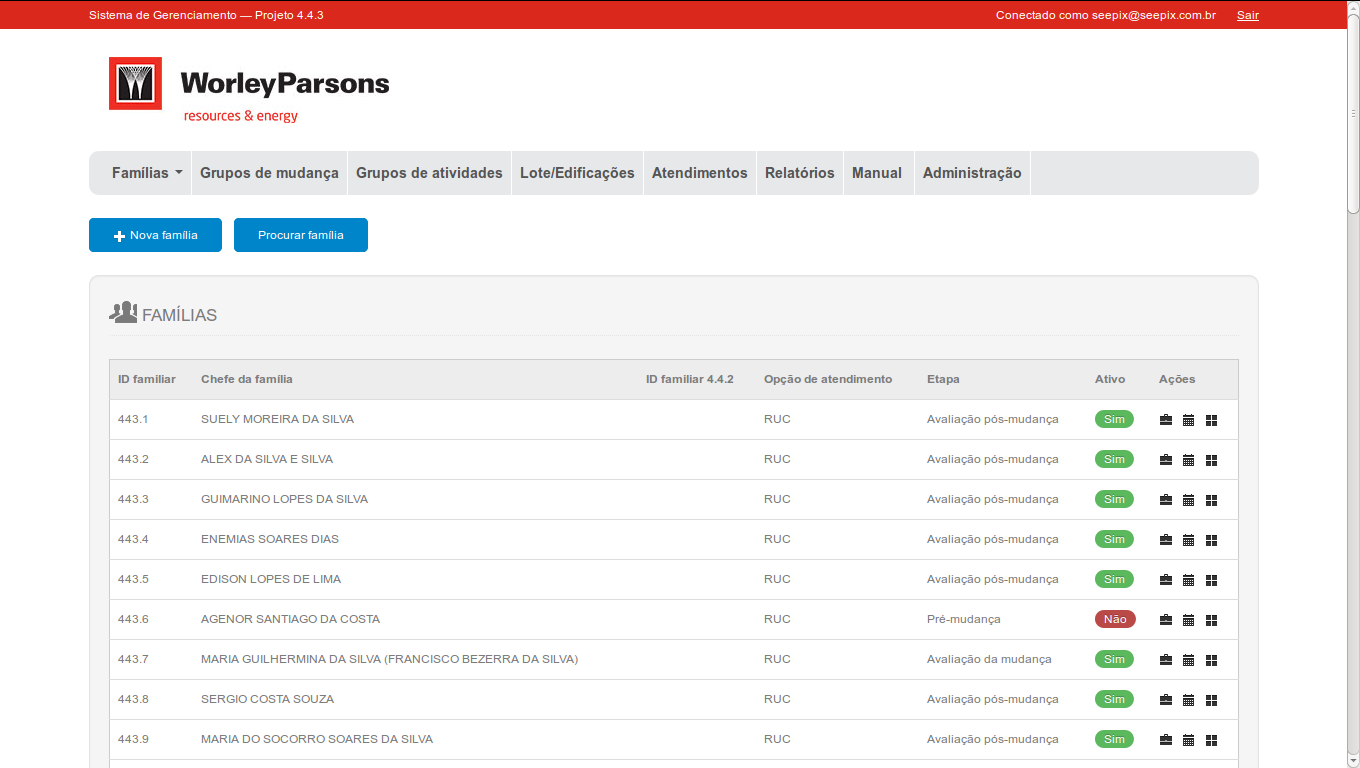 Sistema de Gerenciamento — Projeto 4.4.3 Conectado como seepix@seepix.com.br Sair
WorleyParsons
resources & energy
Famílias Grupos de mudança Grupos de atividades Lote/Edificações Atendimentos Relatórios Manual Administração
Nova família Procurar família
FAMÍLIAS
ID familiar Chefe da família ID familiar 4.4.2 Opção de atendimento Etapa Ativo Ações
443.1 SUELY MOREIRA DA SILVA RUC Avaliação pós-mudança Sim
443.2 ALEX DA SILVA E SILVA RUC Avaliação pós-mudança Sim
443.3 GUIMARINO LOPES DA SILVA RUC Avaliação pós-mudança Sim
443.4 ENEMIAS SOARES DIAS RUC Avaliação pós-mudança Sim
443.5 EDISON LOPES DE LIMA RUC Avaliação pós-mudança Sim
443.6 AGENOR SANTIAGO DA COSTA RUC Pré-mudança Não
443.7 MARIA GUILHERMINA DA SILVA (FRANCISCO BEZERRA DA SILVA) RUC Avaliação da mudança Sim
443.8 SERGIO COSTA SOUZA RUC Avaliação pós-mudança Sim
443.9 MARIA DO SOCORRO SOARES DA SILVA RUC Avaliação pós-mudança Sim